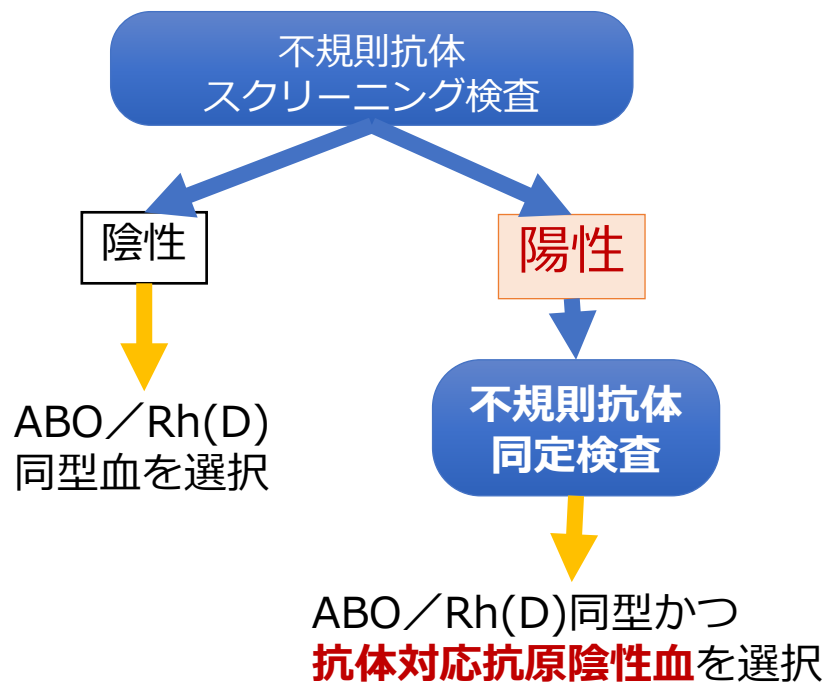 不規則抗体
スクリーニング検査
陰性
陽性
ABO／Rh(D)
同型血を選択
不規則抗体
同定検査
ABO／Rh(D)同型かつ
抗体対応抗原陰性血を選択